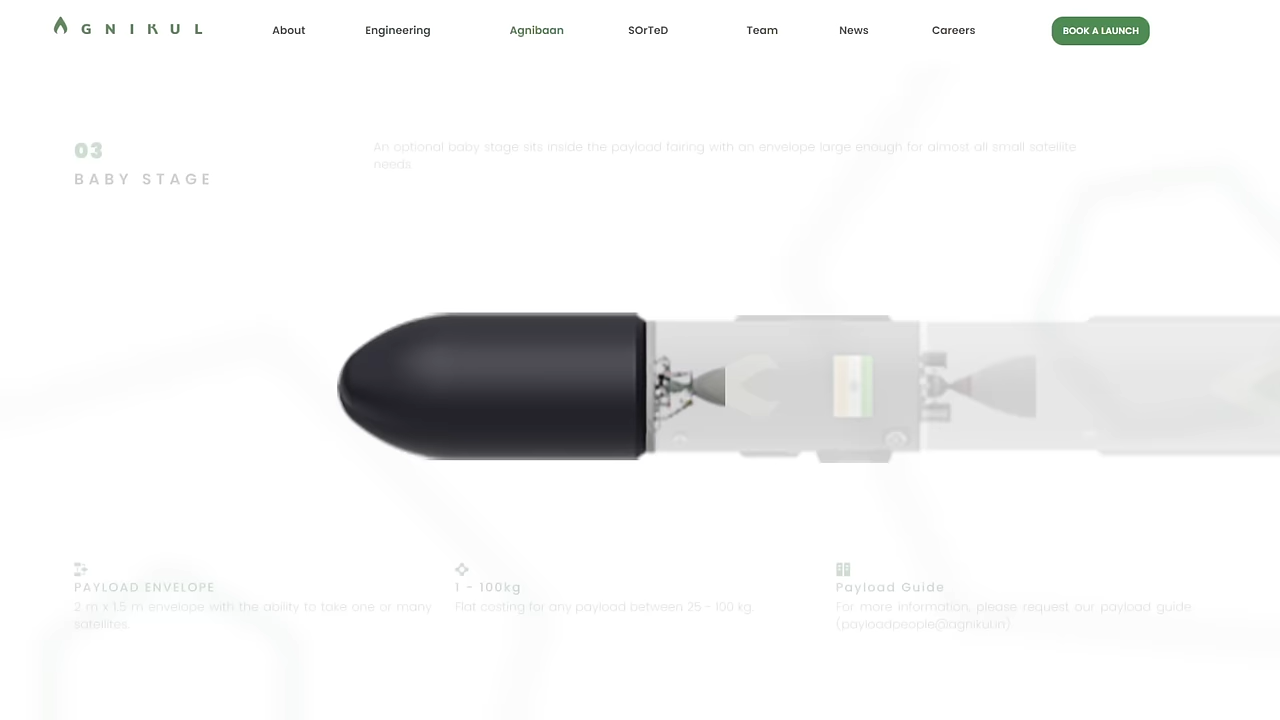 AGNIKUL
About
Engineering
Agnibaan
SOrTeD
Team
News
Careers
BOOK A LAUNCH
03
BABY STAGE
An optional baby stage sits inside the payload fairing with an envelope large enough for almost all small satellite
needs.
PAYLOAD ENVELOPE
2 m x 1.5 m envelope with the ability to take one or many
satellites.
1 - 100kg
Flat costing for any payload between 25 - 100 kg.
Payload Guide
For more information, please request our payload guide.
(payloadpeople@agnikul.in)